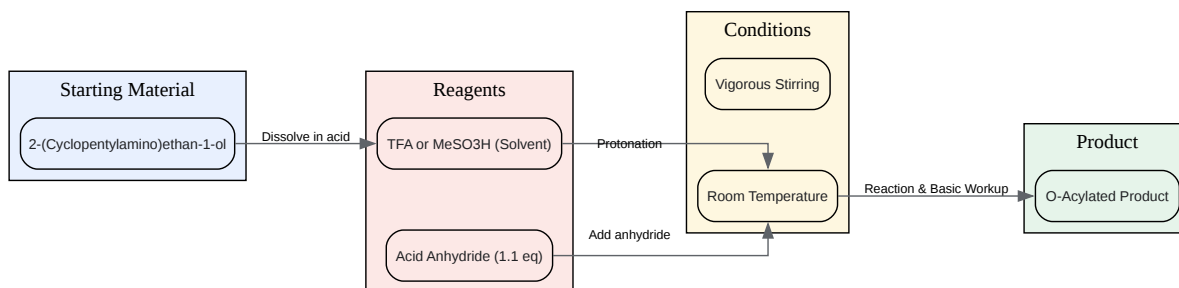 Starting Material
2-(Cyclopentylamino)ethan-1-ol
Dissolve in acid
Reagents
TFA or MeSO3H (Solvent)
Acid Anhydride (1.1 eq)
Protonation
Add anhydride
Conditions
Vigorous Stirring
Room Temperature
Reaction & Basic Workup
Product
O-Acylated Product